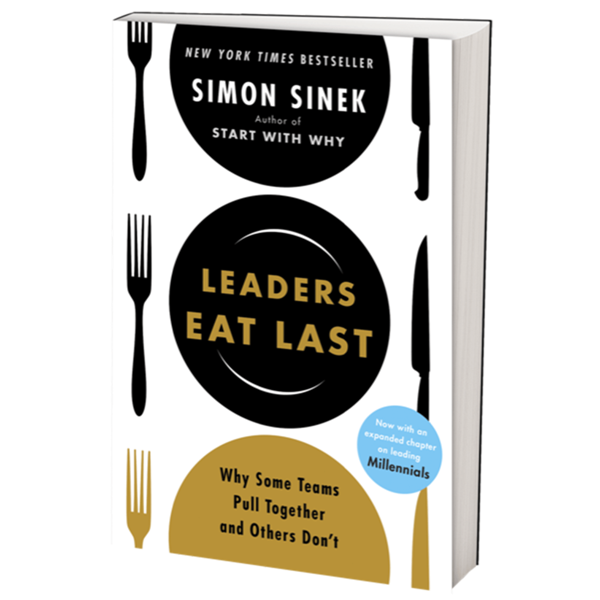 NEW YORK TIMES BESTSELLER
SIMON SINEK
Author of
START WITH WHY
LEADERS
EAT LAST
Now with an
expanded chapter
on leading
Millennials
Why Some Teams
Pull Together
and Others Don't